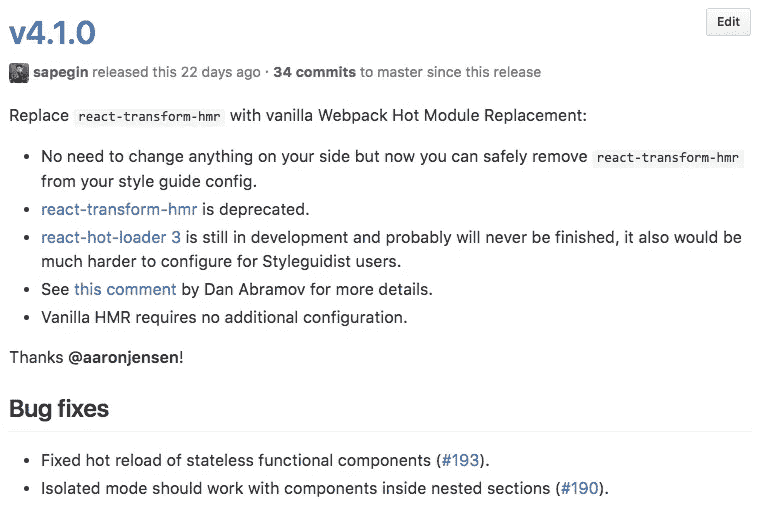 v4.1.0
Edit
sapegin released this 22 days ago · 34 commits to master since this release
Replace react-transform-hmr with vanilla Webpack Hot Module Replacement:
• No need to change anything on your side but now you can safely remove react-transform-hmr
from your style guide config.
• react-transform-hmr is deprecated.
• react-hot-loader 3 is still in development and probably will never be finished, it also would be
much harder to configure for Styleguidist users.
• See this comment by Dan Abramov for more details.
• Vanilla HMR requires no additional configuration.
Thanks @aaronjensen!
Bug fixes
• Fixed hot reload of stateless functional components (#193).
• Isolated mode should work with components inside nested sections (#190).